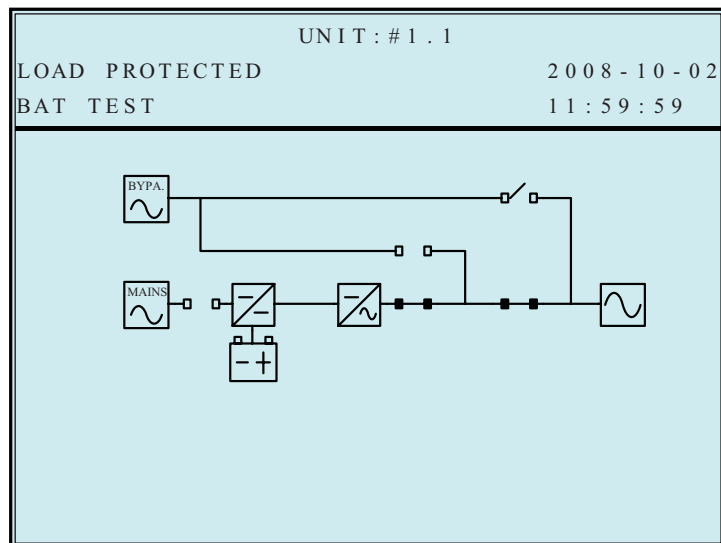 UNIT:#1.1
LOAD PROTECTED 2008-10-02
BAT TEST 11:59:59
BYPA.
MAINS